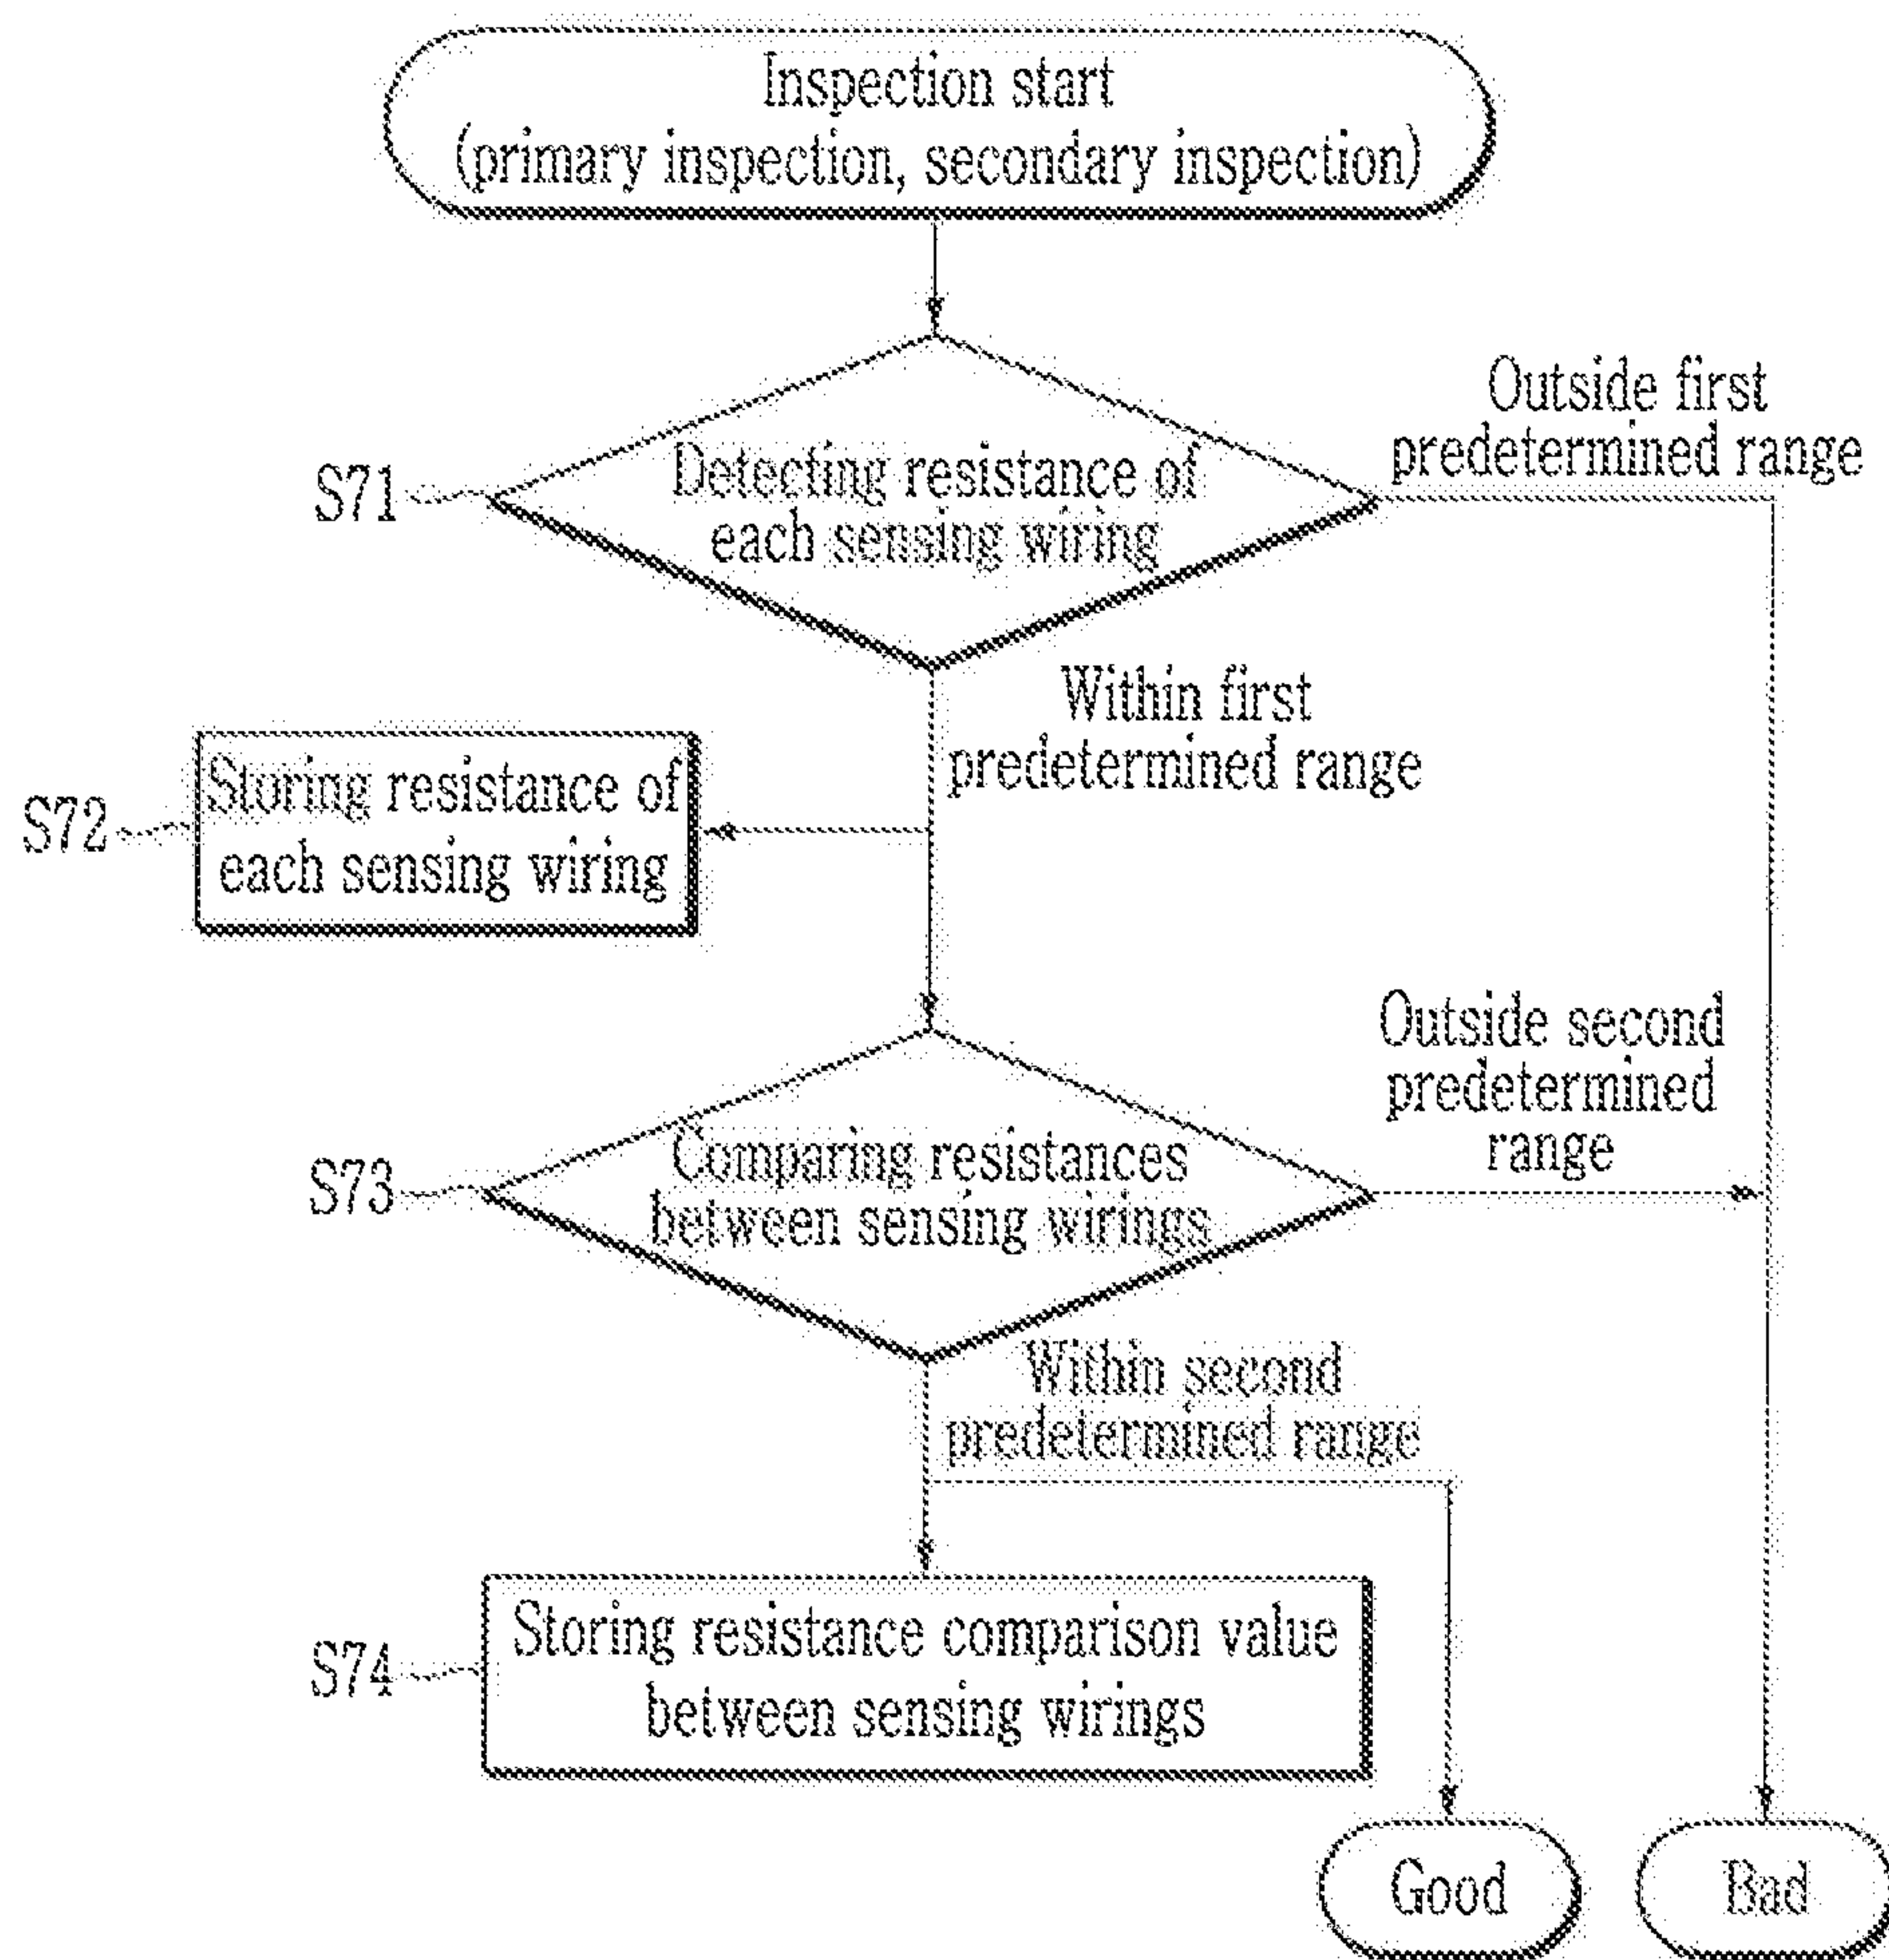 Inspection start
(primary inspection, secondary inspection)
Outside first
predetermined range
S71
Detecting resistance of
each sensing wiring
Within first
predetermined range
S72
Storing resistance of
each sensing wiring
Outside second
predetermined
range
S73
Comparing resistances
between sensing wirings
Within second
predetermined range
S74
Storing resistance comparison value
between sensing wirings
Good
Bad